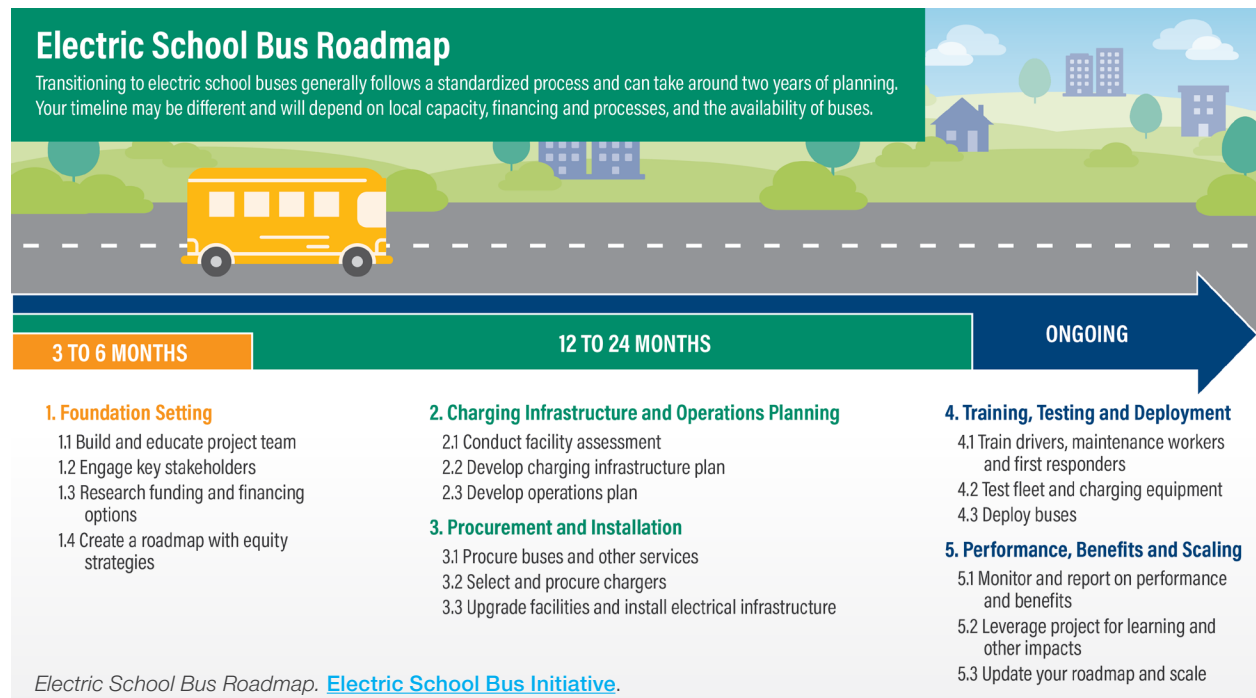 Electric School Bus Roadmap
Transitioning to electric school buses generally follows a standardized process and can take around two years of planning.
Your timeline may be different and will depend on local capacity, financing and processes, and the availability of buses.
3 TO 6 MONTHS
12 TO 24 MONTHS
ONGOING
1. Foundation Setting
1.1 Build and educate project team
1.2 Engage key stakeholders
1.3 Research funding and financing
options
1.4 Create a roadmap with equity
strategies
2. Charging Infrastructure and Operations Planning
2.1 Conduct facility assessment
2.2 Develop charging infrastructure plan
2.3 Develop operations plan
3. Procurement and Installation
3.1 Procure buses and other services
3.2 Select and procure chargers
3.3 Upgrade facilities and install electrical infrastructure
4. Training, Testing and Deployment
4.1 Train drivers, maintenance workers
and first responders
4.2 Test fleet and charging equipment
4.3 Deploy buses
5. Performance, Benefits and Scaling
5.1 Monitor and report on performance
and benefits
5.2 Leverage project for learning and
other impacts
5.3 Update your roadmap and scale
Electric School Bus Roadmap. Electric School Bus Initiative.